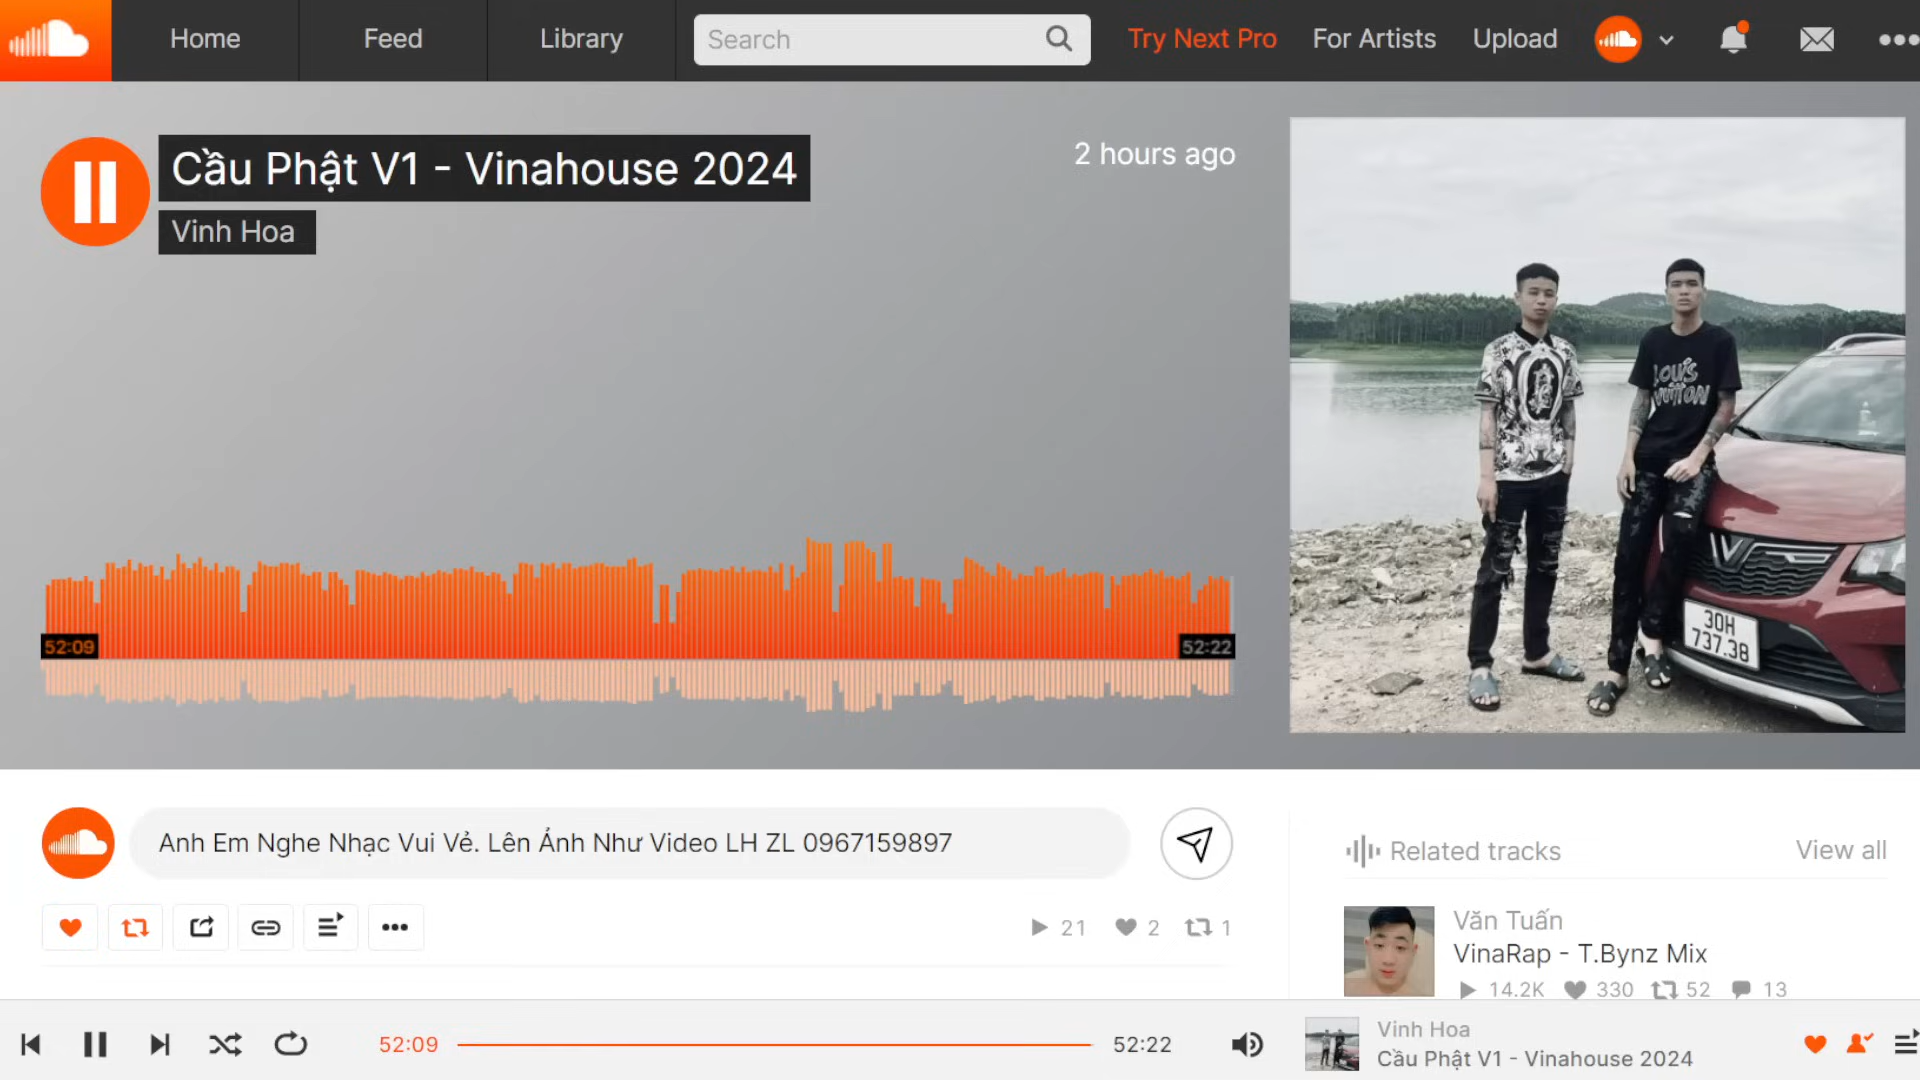 Home
Feed
Library
Search
Try Next Pro
For Artists
Upload
Cầu Phật V1 - Vinahouse 2024
Vinh Hoa
2 hours ago
LOUIS
VUITTON
30H
737.38
52:09
52:22
Anh Em Nghe Nhạc Vui Vẻ. Lên Ảnh Như Video LH ZL 0967159897
21
2
1
Related tracks
View all
Văn Tuấn
VinaRap - T.Bynz Mix
14.2K
330
52
13
52:09
52:22
Vinh Hoa
Cầu Phật V1 - Vinahouse 2024